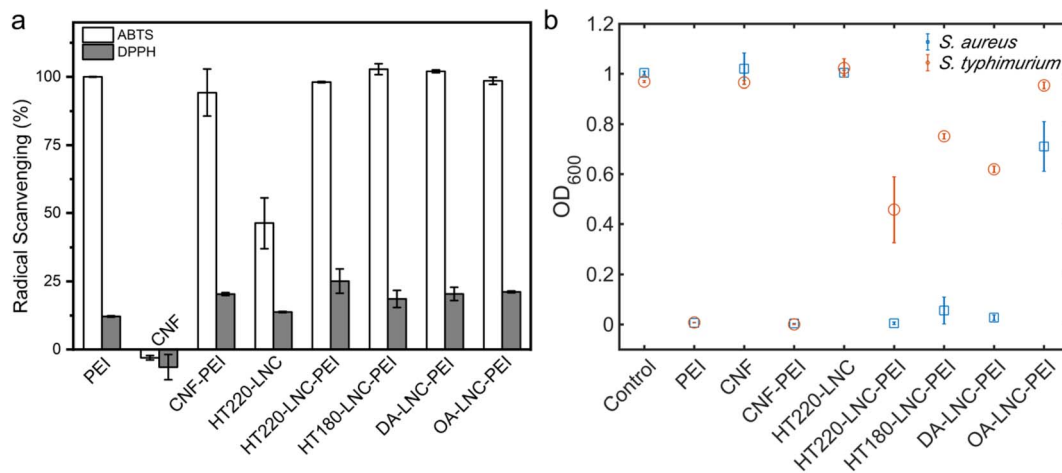 a
ABTS
DPPH
Radical Scanvenging (%)
100
75
50
25
0
PEI
CNF
CNF-PEI
HT220-LNC
HT220-LNC-PEI
HT180-LNC-PEI
DA-LNC-PEI
OA-LNC-PEI
b
S. aureus
S. typhimurium
OD600
1.2
1
0.8
0.6
0.4
0.2
0
Control
PEI
CNF
CNF-PEI
HT220-LNC
HT220-LNC-PEI
HT180-LNC-PEI
DA-LNC-PEI
OA-LNC-PEI